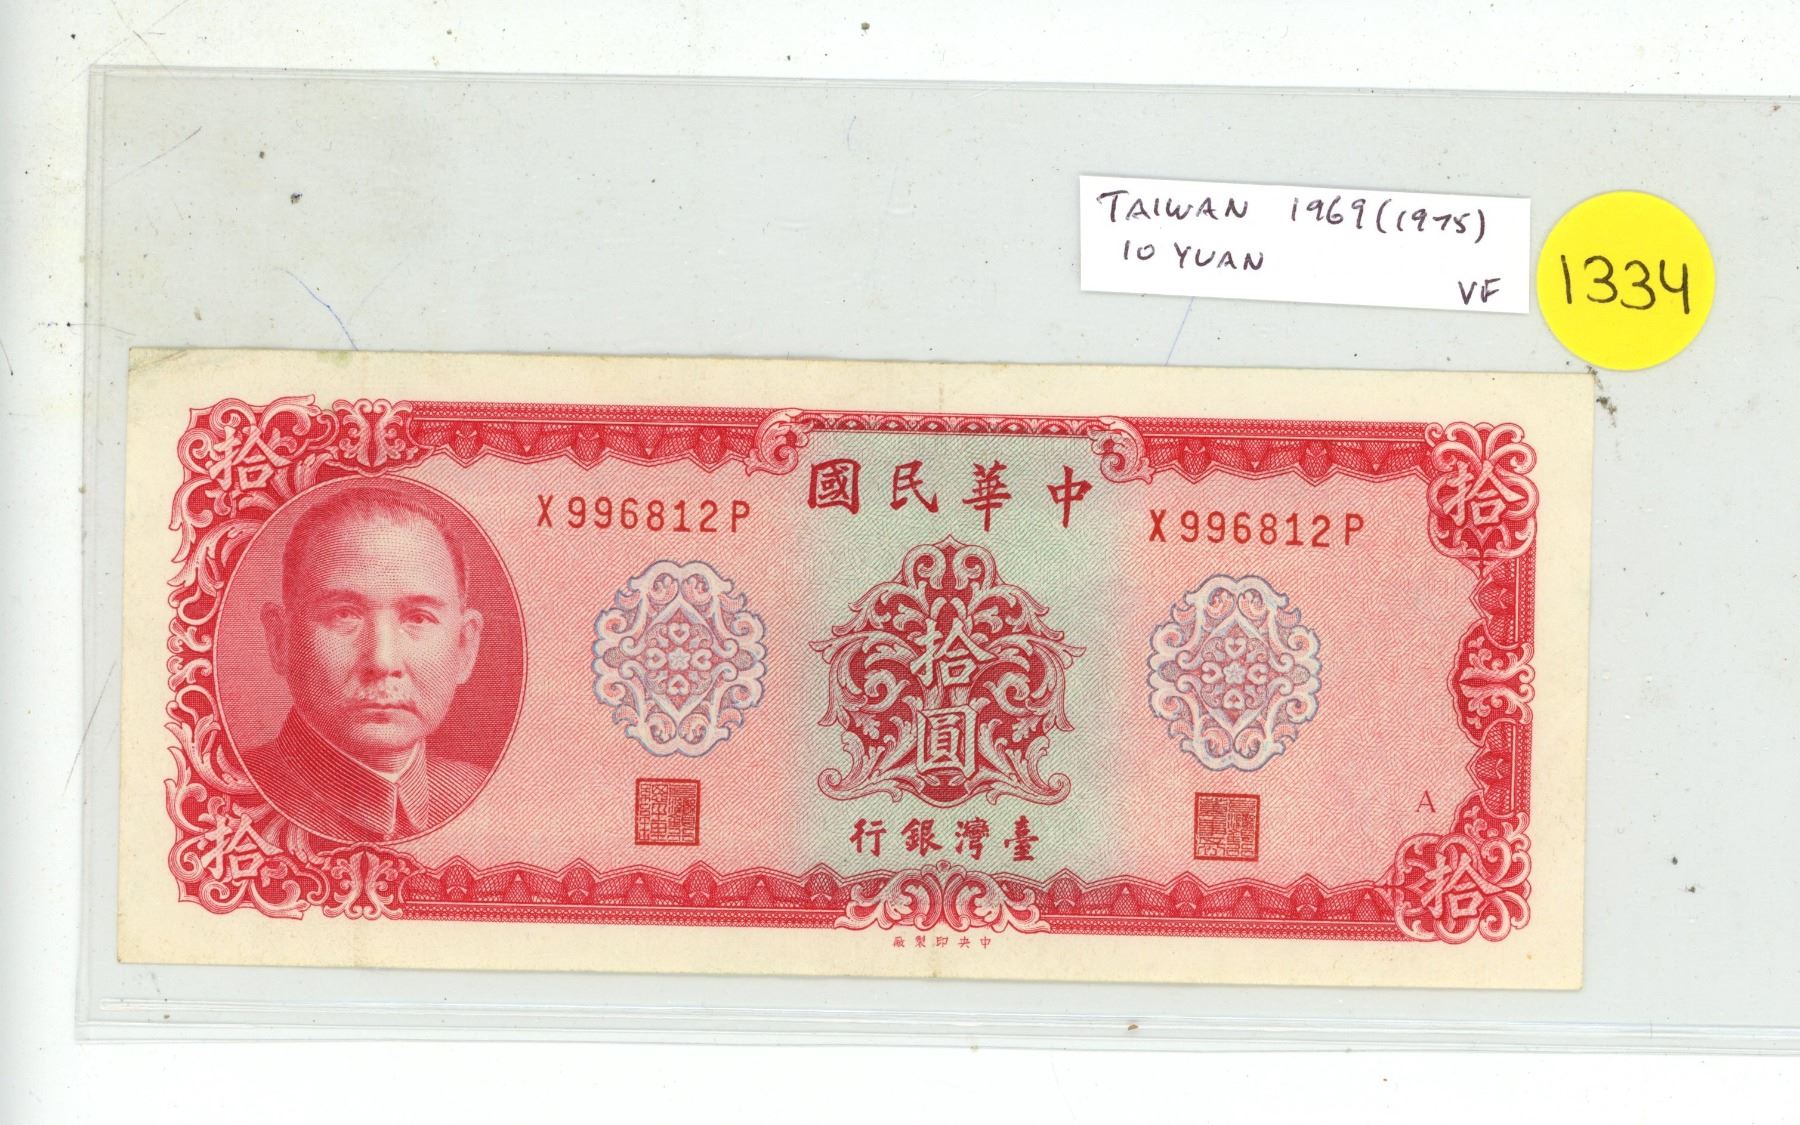 TAIWAN 1969 (1975)
10 YUAN
VF
1334
拾
拾
中華民國
X996812P
X996812P
拾圓
臺灣銀行
A
拾
拾
中央印製廠